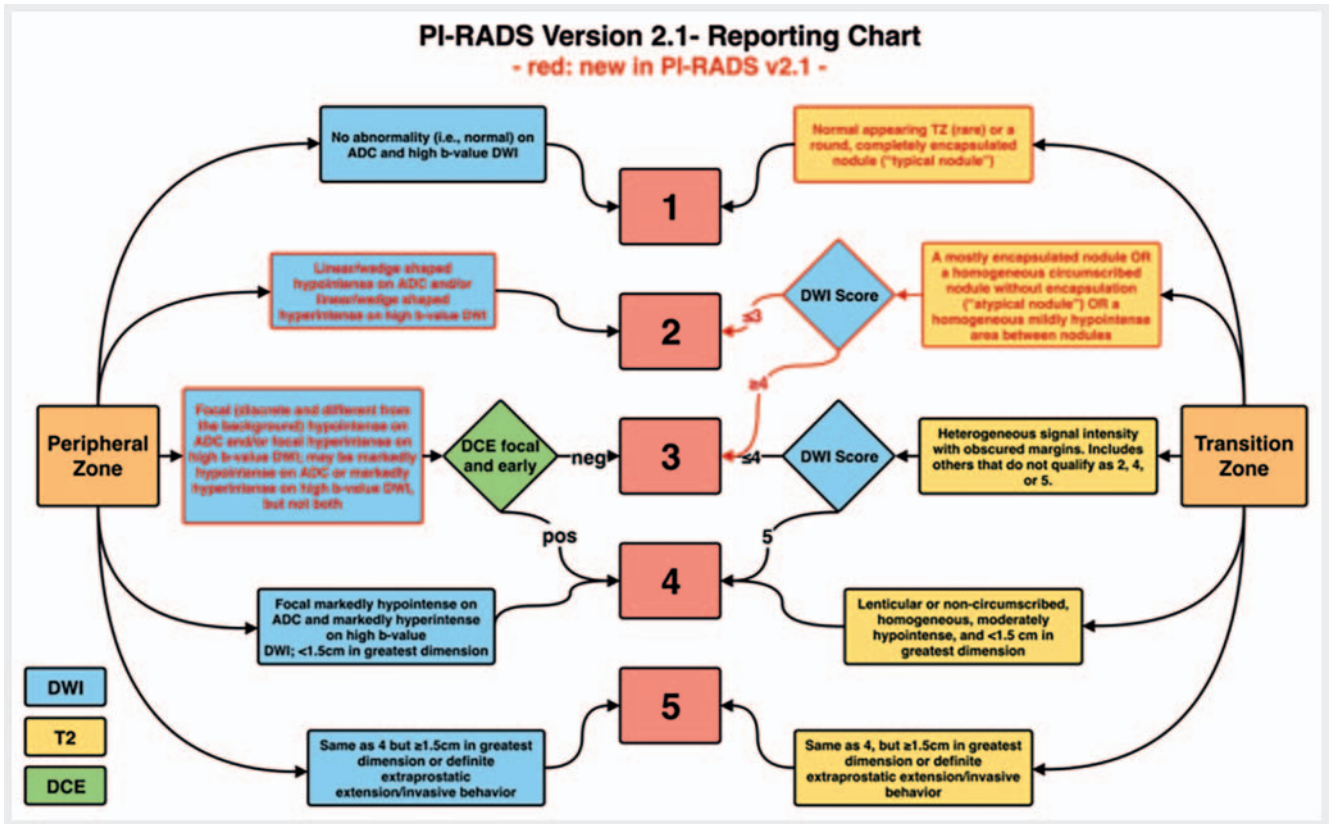 PI-RADS Version 2.1- Reporting Chart
- red: new in PI-RADS v2.1 -
No abnormality (i.e., normal) on
ADC and high b-value DWI
Normal appearing TZ (rare) or a
round, completely encapsulated
nodule ("typical nodule")
1
Linear/wedge shaped
hypointense on ADC and/or
linear/wedge shaped
hyperintense on high b-value DWI
2
≤3
DWI Score
A mostly encapsulated nodule OR
a homogeneous circumscribed
nodule without encapsulation
("atypical nodule") OR a
homogeneous mildly hypointense
area between nodules
≥4
Peripheral
Zone
Focal (discrete and different from
the background) hypointense on
ADC and/or focal hyperintense on
high b-value DWI; may be markedly
hypointense on ADC or markedly
hyperintense on high b-value DWI,
but not both
DCE focal
and early
neg
pos
3
≤4
DWI Score
5
Heterogeneous signal intensity
with obscured margins. Includes
others that do not qualify as 2, 4,
or 5.
Transition
Zone
Focal markedly hypointense on
ADC and markedly hyperintense
on high b-value
DWI; <1.5cm in greatest dimension
4
Lenticular or non-circumscribed,
homogeneous, moderately
hypointense, and <1.5 cm in
greatest dimension
Same as 4 but ≥1.5cm in greatest
dimension or definite
extraprostatic
extension/invasive behavior
5
Same as 4, but ≥1.5cm in greatest
dimension or definite
extraprostatic extension/invasive
behavior
DWI
T2
DCE